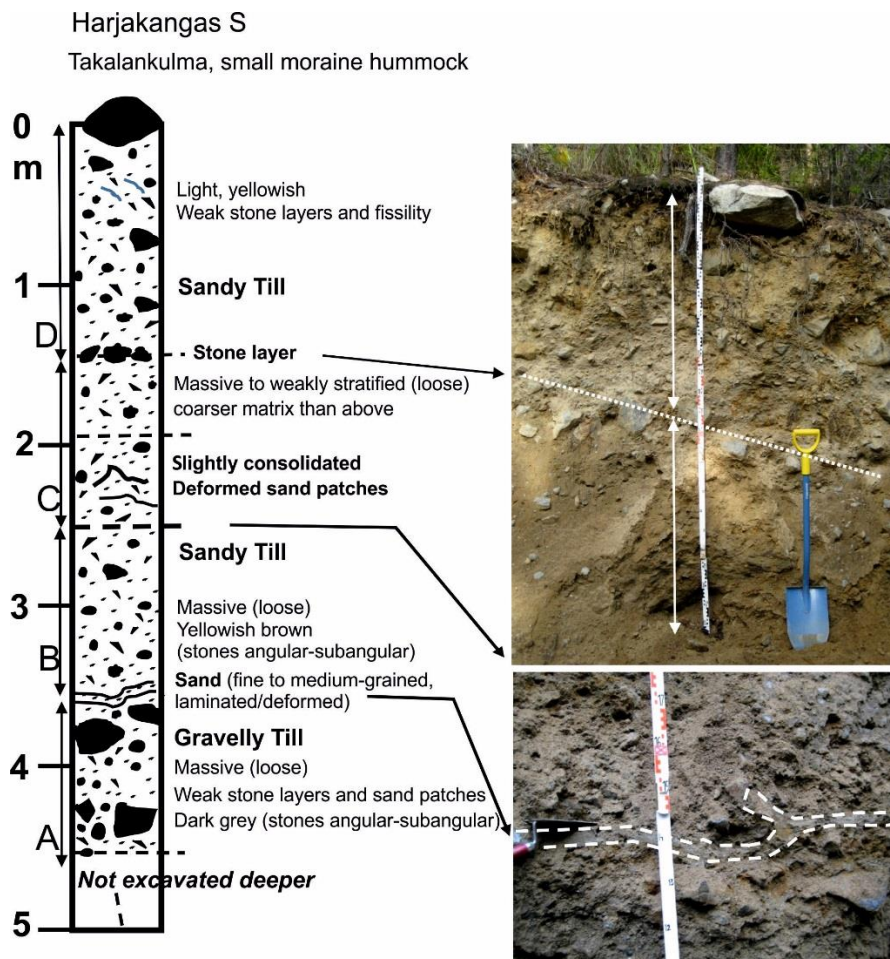 Harjakangas S
Takalankulma, small moraine hummock
0
m
Light, yellowish
Weak stone layers and fissility
1
Sandy Till
D
Stone layer
Massive to weakly stratified (loose)
coarser matrix than above
2
Slightly consolidated
Deformed sand patches
C
Sandy Till
3
Massive (loose)
Yellowish brown
(stones angular-subangular)
B
Sand (fine to medium-grained,
laminated/deformed)
Gravelly Till
4
Massive (loose)
Weak stone layers and sand patches
Dark grey (stones angular-subangular)
A
Not excavated deeper
5